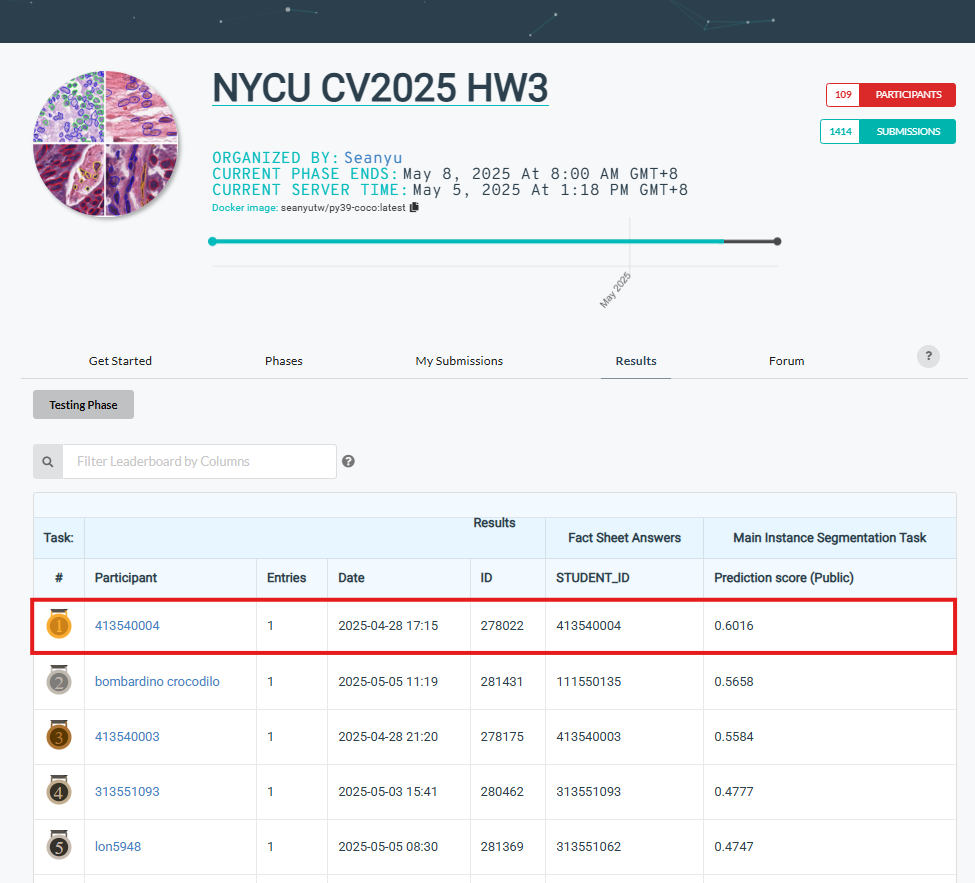 NYCU CV2025 HW3
109 PARTICIPANTS
1414 SUBMISSIONS
ORGANIZED BY: Seanyu
CURRENT PHASE ENDS: May 8, 2025 At 8:00 AM GMT+8
CURRENT SERVER TIME: May 5, 2025 At 1:18 PM GMT+8
Docker image: seanyutw/py39-coco:latest
May 2025
Get Started Phases My Submissions Results Forum ?
Testing Phase
Filter Leaderboard by Columns ?
Results
Task: Fact Sheet Answers Main Instance Segmentation Task
# Participant Entries Date ID STUDENT_ID Prediction score (Public)
1 413540004 1 2025-04-28 17:15 278022 413540004 0.6016
2 bombardino crocodilo 1 2025-05-05 11:19 281431 111550135 0.5658
3 413540003 1 2025-04-28 21:20 278175 413540003 0.5584
4 313551093 1 2025-05-03 15:41 280462 313551093 0.4777
5 lon5948 1 2025-05-05 08:30 281369 313551062 0.4747